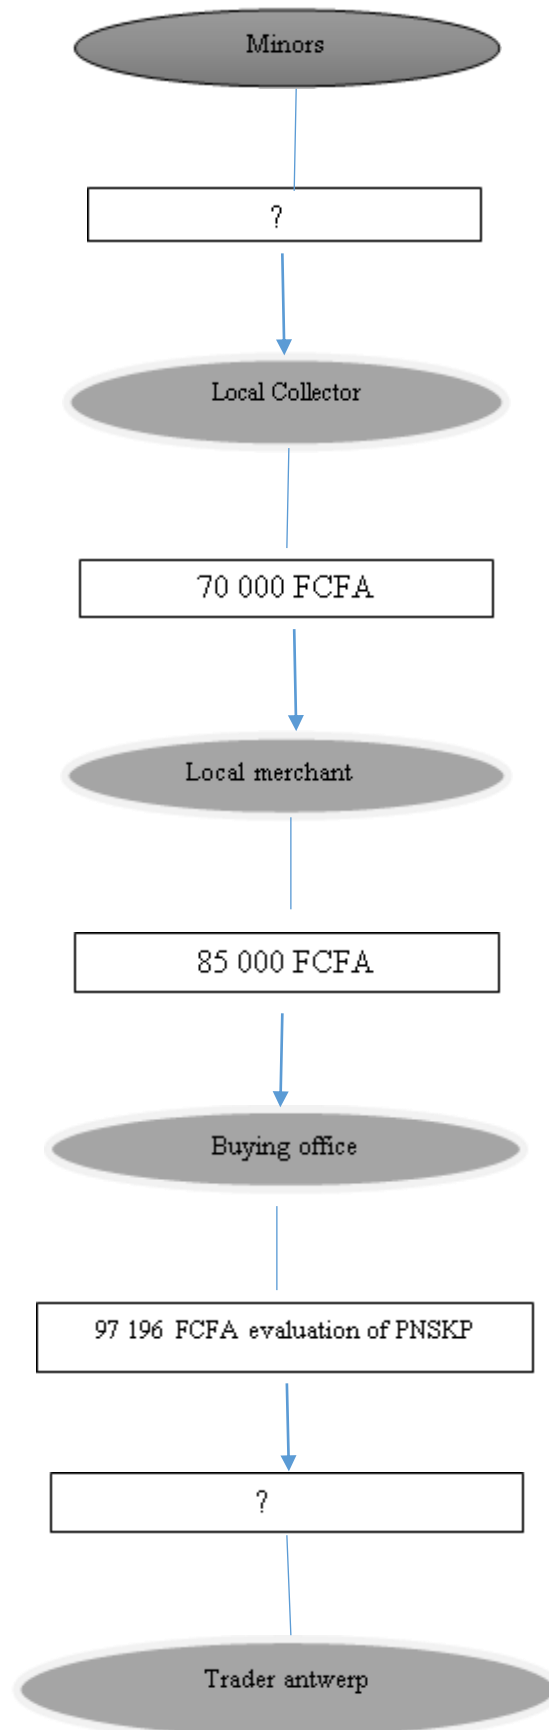 Minors
?
Local Collector
70 000 FCFA
Local merchant
85 000 FCFA
Buying office
97 196 FCFA evaluation of PNSKP
?
Trader antwerp